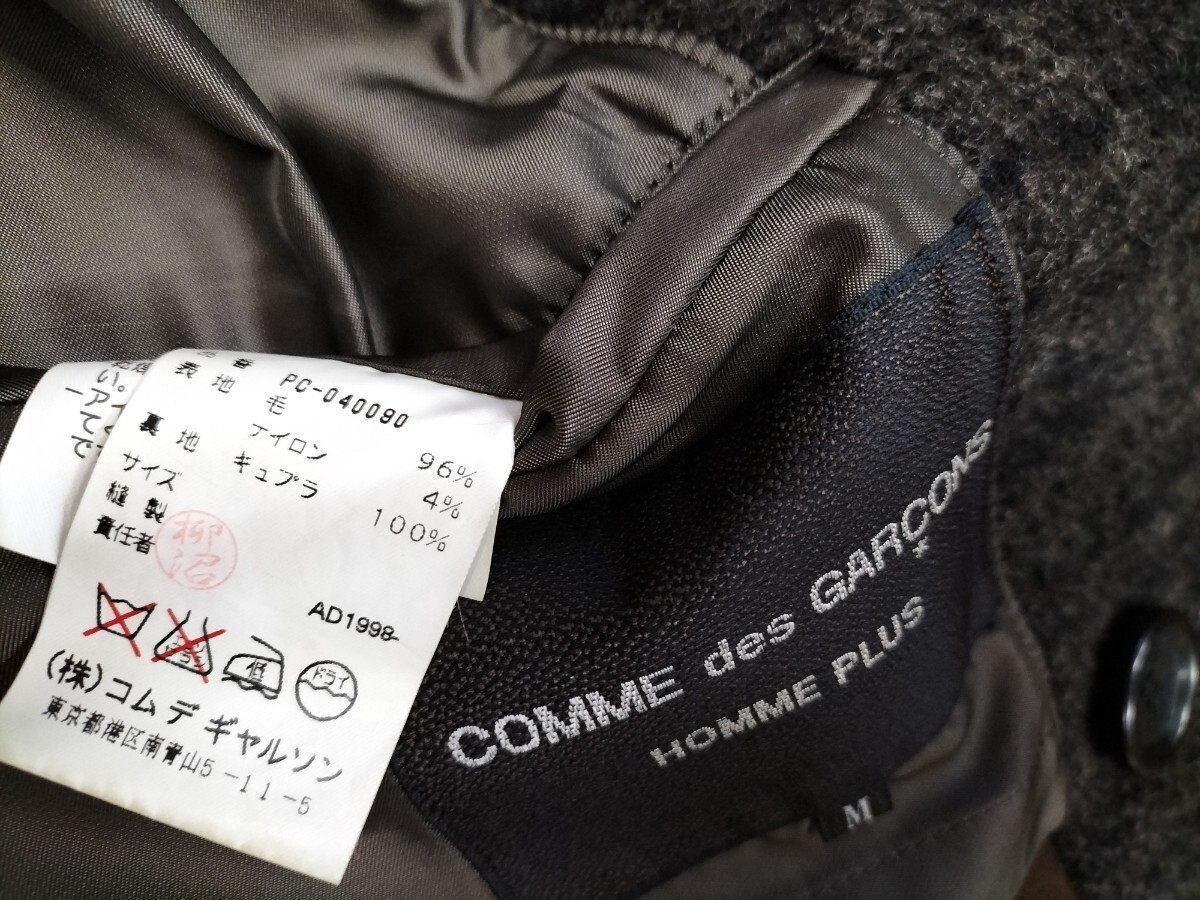 品番 PC-040090
表地 毛 96%
ナイロン 4%
裏地 キュプラ 100%
サイズ
縫製
責任者 柳沼
AD1998
低 ドライ
(株)コムデギャルソン
東京都港区南青山5-11-5
い。
ーアイ
て
で
COMME des GARÇONS
HOMME PLUS
M